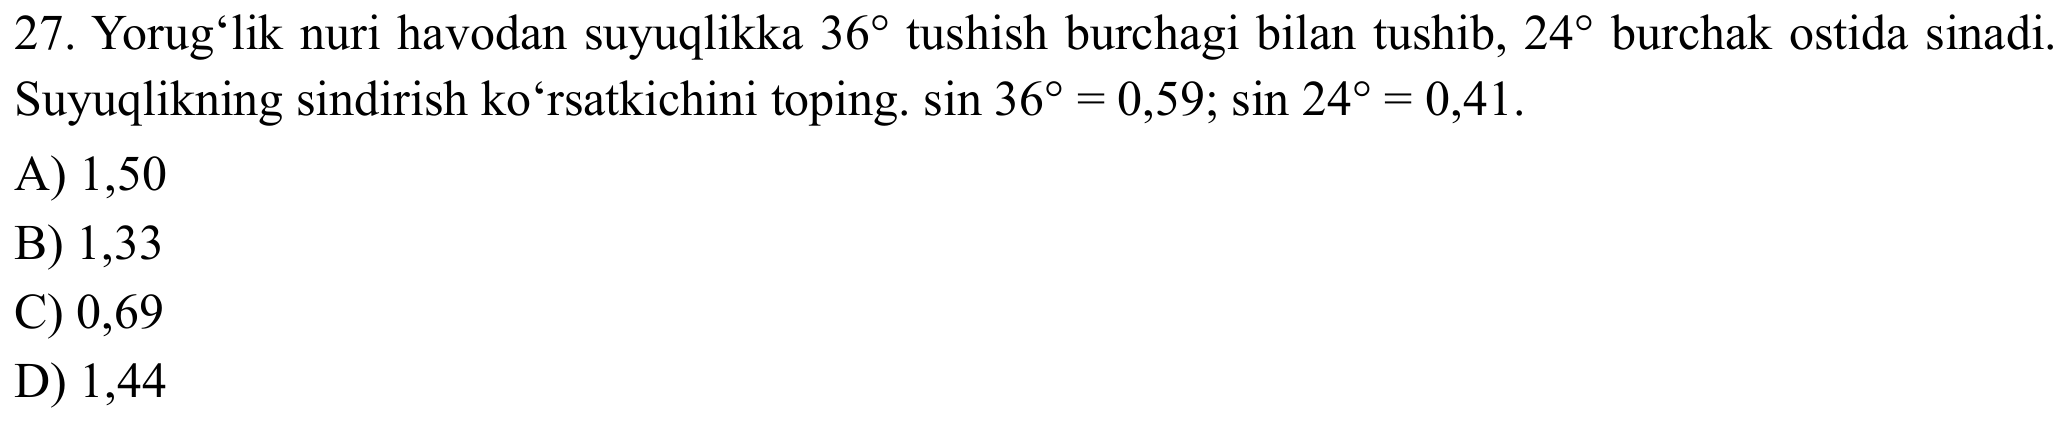 27. Yorug‘lik nuri havodan suyuqlikka 36° tushish burchagi bilan tushib, 24° burchak ostida sinadi.
Suyuqlikning sindirish ko‘rsatkichini toping. sin 36° = 0,59; sin 24° = 0,41.
A) 1,50
B) 1,33
C) 0,69
D) 1,44